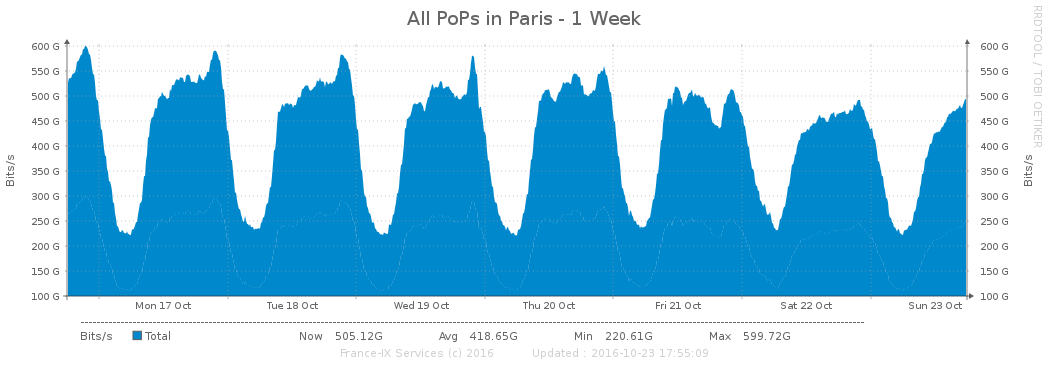 All PoPs in Paris - 1 Week
RRDTOOL / TOBI OETIKER
Bits/s
600 G 600 G
550 G 550 G
500 G 500 G
450 G 450 G
400 G 400 G
350 G 350 G
300 G 300 G
250 G 250 G
200 G 200 G
150 G 150 G
100 G 100 G
Bits/s
Mon 17 Oct Tue 18 Oct Wed 19 Oct Thu 20 Oct Fri 21 Oct Sat 22 Oct Sun 23 Oct
Bits/s Total Now 505.12G Avg 418.65G Min 220.61G Max 599.72G
France-IX Services (c) 2016 Updated : 2016-10-23 17:55:09